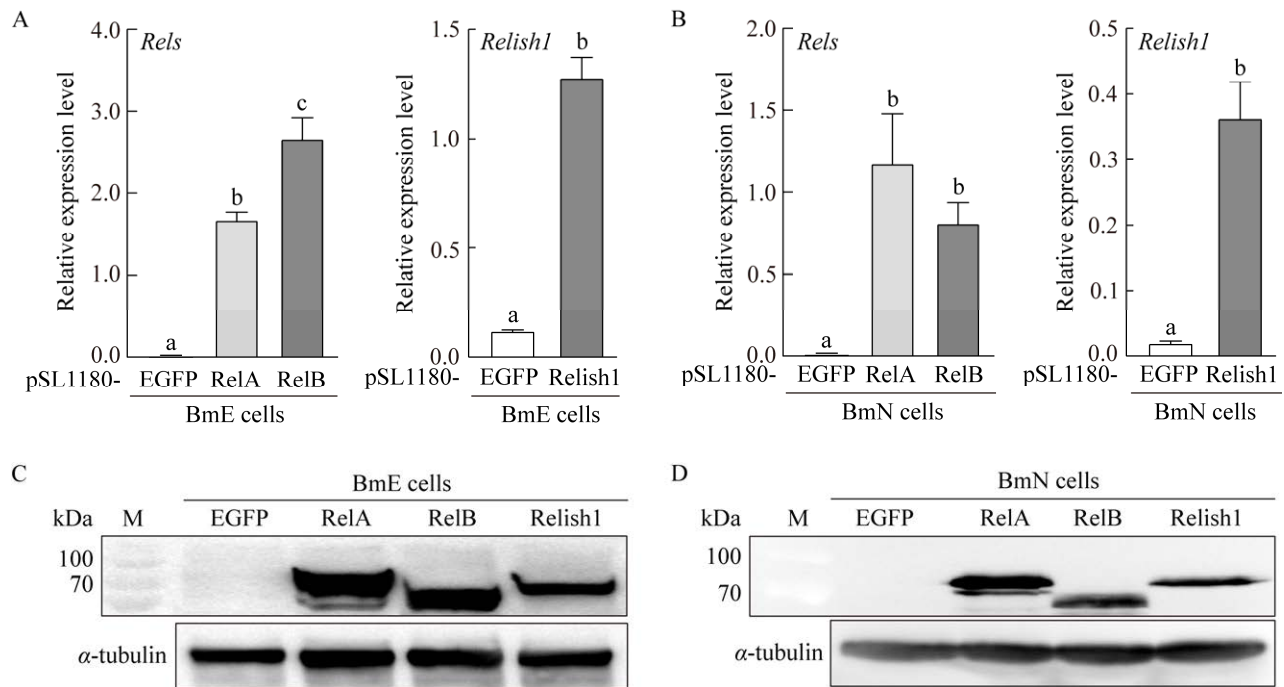 A
Relative expression level
4.0
3.0
2.0
1.0
0.0
Rels
a
b
c
pSL1180-
EGFP RelA RelB
BmE cells
Relative expression level
1.5
1.0
0.5
0.0
Relish1
a
b
pSL1180-
EGFP Relish1
BmE cells
B
Relative expression level
2.0
1.5
1.0
0.5
0.0
Rels
a
b
b
pSL1180-
EGFP RelA RelB
BmN cells
Relative expression level
0.5
0.4
0.3
0.2
0.1
0.0
Relish1
a
b
pSL1180-
EGFP Relish1
BmN cells
C
BmE cells
kDa M EGFP RelA RelB Relish1
100
70
α-tubulin
D
BmN cells
kDa M EGFP RelA RelB Relish1
100
70
α-tubulin